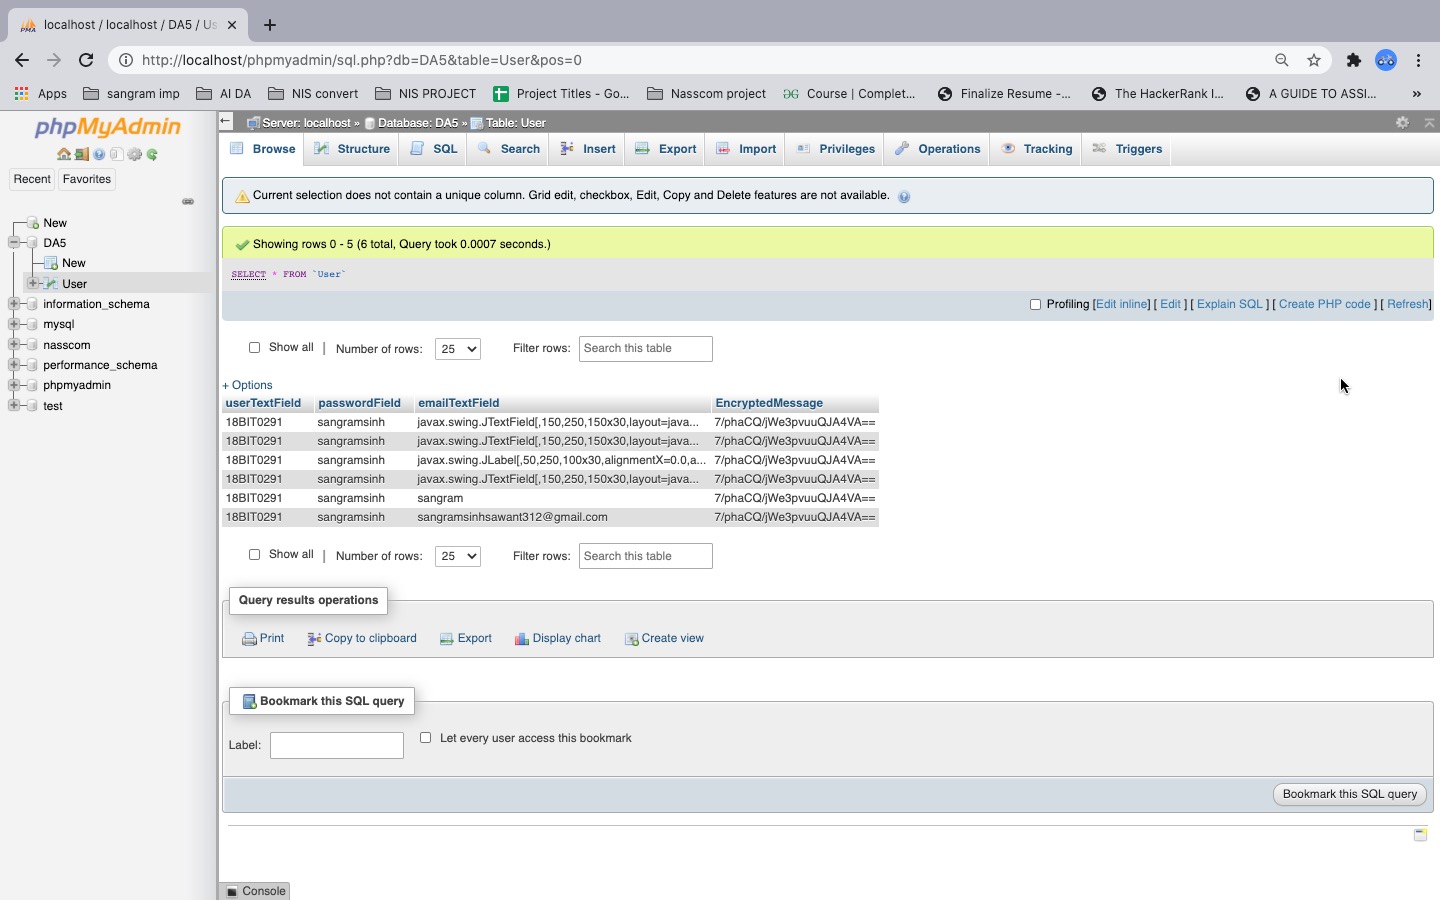 localhost / localhost / DA5 / Us
http://localhost/phpmyadmin/sql.php?db=DA5&table=User&pos=0
Apps sangram imp AI DA NIS convert NIS PROJECT Project Titles - Go... Nasscom project Course | Complet... Finalize Resume -... The HackerRank I... A GUIDE TO ASSI... »
phpMyAdmin
Recent Favorites
New
DA5
New
User
information_schema
mysql
nasscom
performance_schema
phpmyadmin
test
Server: localhost » Database: DA5 » Table: User
Browse Structure SQL Search Insert Export Import Privileges Operations Tracking Triggers
Current selection does not contain a unique column. Grid edit, checkbox, Edit, Copy and Delete features are not available.
Showing rows 0 - 5 (6 total, Query took 0.0007 seconds.)
SELECT * FROM `User`
Profiling [Edit inline] [ Edit ] [ Explain SQL ] [ Create PHP code ] [ Refresh]
Show all | Number of rows: 25 Filter rows: Search this table
+ Options
userTextField passwordField emailTextField EncryptedMessage
18BIT0291 sangramsinh javax.swing.JTextField[,150,250,150x30,layout=java... 7/phaCQ/jWe3pvuuQJA4VA==
18BIT0291 sangramsinh javax.swing.JTextField[,150,250,150x30,layout=java... 7/phaCQ/jWe3pvuuQJA4VA==
18BIT0291 sangramsinh javax.swing.JLabel[,50,250,100x30,alignmentX=0.0,a... 7/phaCQ/jWe3pvuuQJA4VA==
18BIT0291 sangramsinh javax.swing.JTextField[,150,250,150x30,layout=java... 7/phaCQ/jWe3pvuuQJA4VA==
18BIT0291 sangramsinh sangram 7/phaCQ/jWe3pvuuQJA4VA==
18BIT0291 sangramsinh sangramsinhsawant312@gmail.com 7/phaCQ/jWe3pvuuQJA4VA==
Show all | Number of rows: 25 Filter rows: Search this table
Query results operations
Print Copy to clipboard Export Display chart Create view
Bookmark this SQL query
Label: Let every user access this bookmark
Bookmark this SQL query
Console